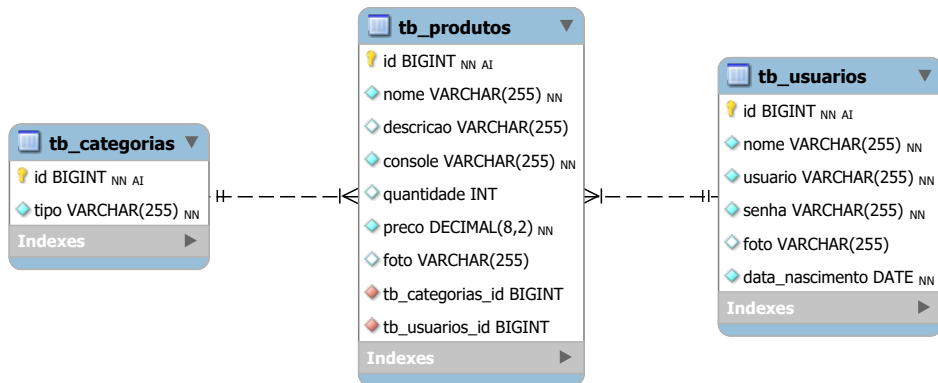 tb_categorias
id BIGINT NN AI
tipo VARCHAR(255) NN
Indexes
tb_produtos
id BIGINT NN AI
nome VARCHAR(255) NN
descricao VARCHAR(255)
console VARCHAR(255) NN
quantidade INT
preco DECIMAL(8,2) NN
foto VARCHAR(255)
tb_categorias_id BIGINT
tb_usuarios_id BIGINT
Indexes
tb_usuarios
id BIGINT NN AI
nome VARCHAR(255) NN
usuario VARCHAR(255) NN
senha VARCHAR(255) NN
foto VARCHAR(255)
data_nascimento DATE NN
Indexes